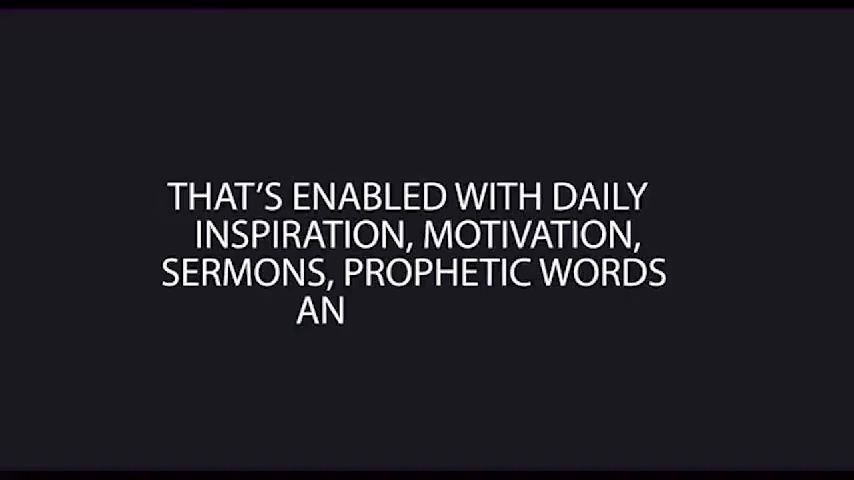 THAT’S ENABLED WITH DAILY
INSPIRATION, MOTIVATION,
SERMONS, PROPHETIC WORDS
AN